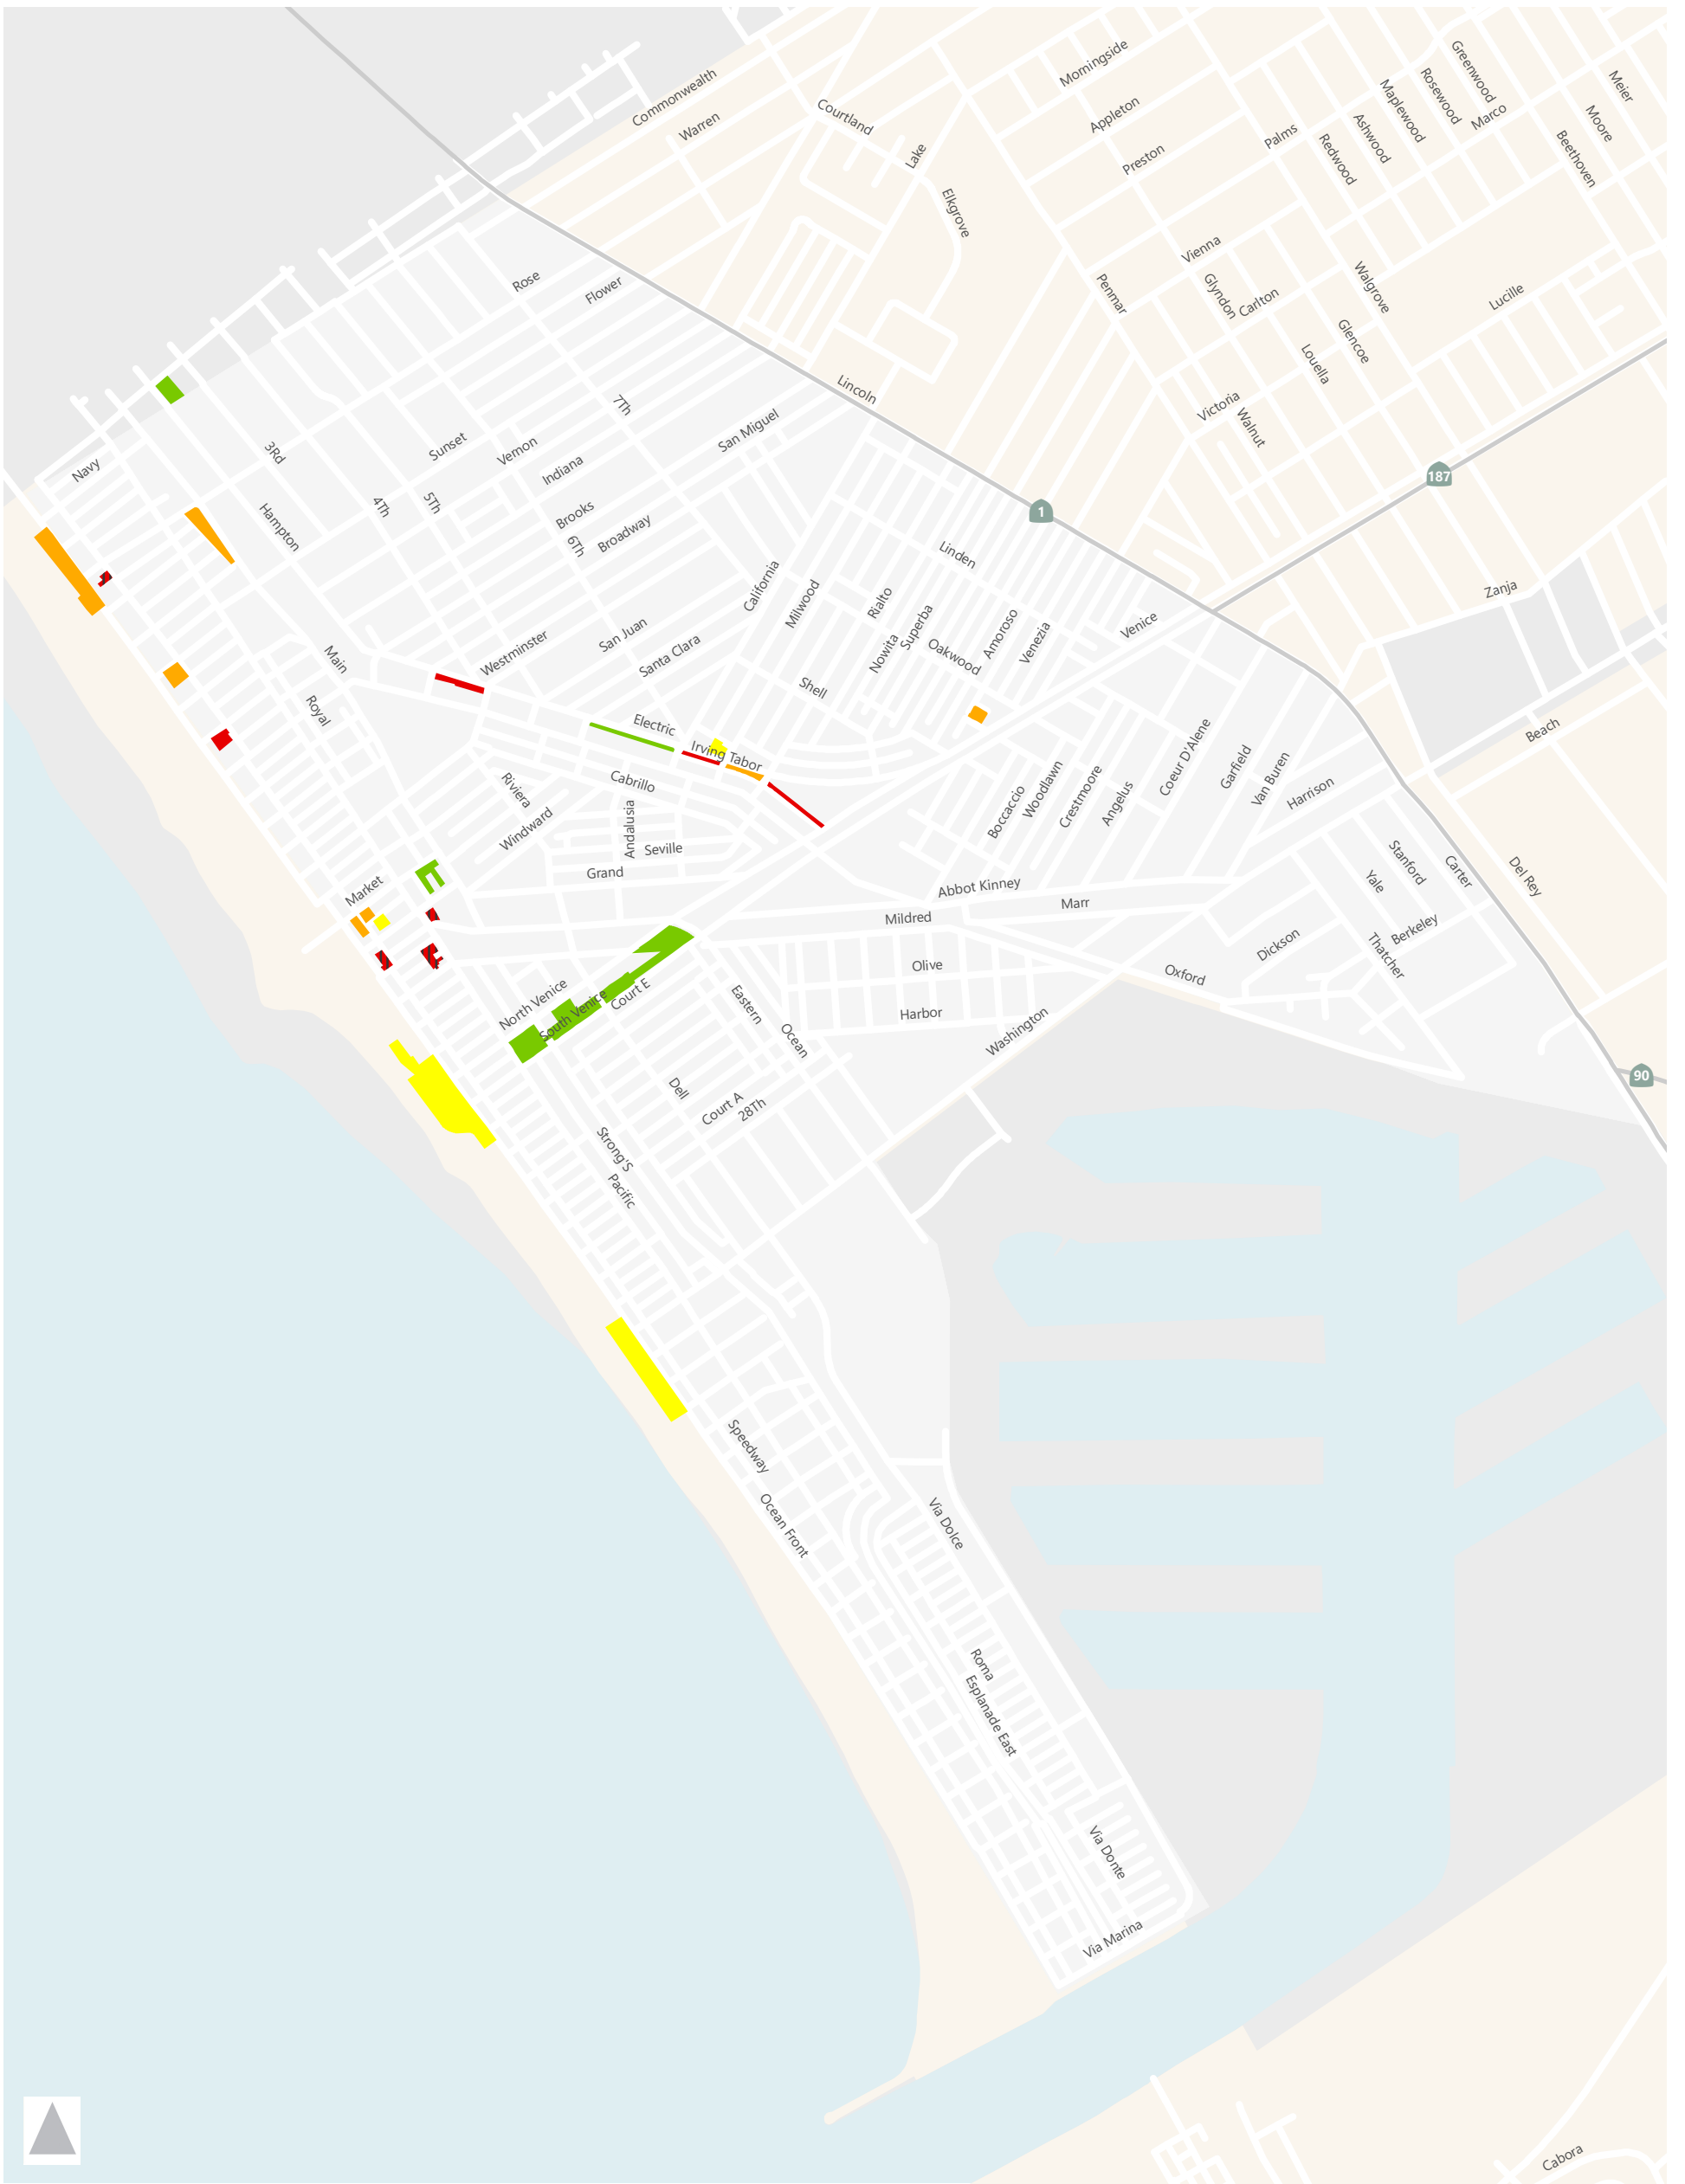 Morningside
Greenwood
Meier
Commonwealth
Rosewood
Maplewood
Courtland
Appleton
Marco
Moore
Warren
Ashwood
Palms
Redwood
Beethoven
Lake
Preston
Elkgrove
Vienna
Rose
Flower
Penmar
Glyndon
Carlton
Walgrove
Lucille
Glencoe
Louella
Lincoln
7Th
Victoria
Walnut
San Miguel
Sunset
Vernon
3Rd
Navy
Indiana
187
4Th
5Th
1
Hampton
Brooks
Broadway
6Th
Linden
California
Milwood
Rialto
Zanja
Superba
Amoroso
Venezia
Venice
San Juan
Westminster
Santa Clara
Nowita
Oakwood
Main
Shell
Royal
Electric
Beach
Irving Tabor
Coeur D'Alene
Garfield
Van Buren
Cabrillo
Riviera
Woodlawn
Crestmoore
Angelus
Boccaccio
Harrison
Windward
Andalusia
Seville
Stanford
Grand
Carter
Del Rey
Yale
Market
Abbot Kinney
Marr
Mildred
Berkeley
Dickson
Thatcher
Olive
Oxford
Court E
North Venice
South Venice
Eastern
Harbor
Ocean
Washington
90
Dell
Court A
28Th
Strong'S
Pacific
Speedway
Ocean Front
Via Dolce
Roma
Esplanade East
Via Donte
Via Marina
Cabora